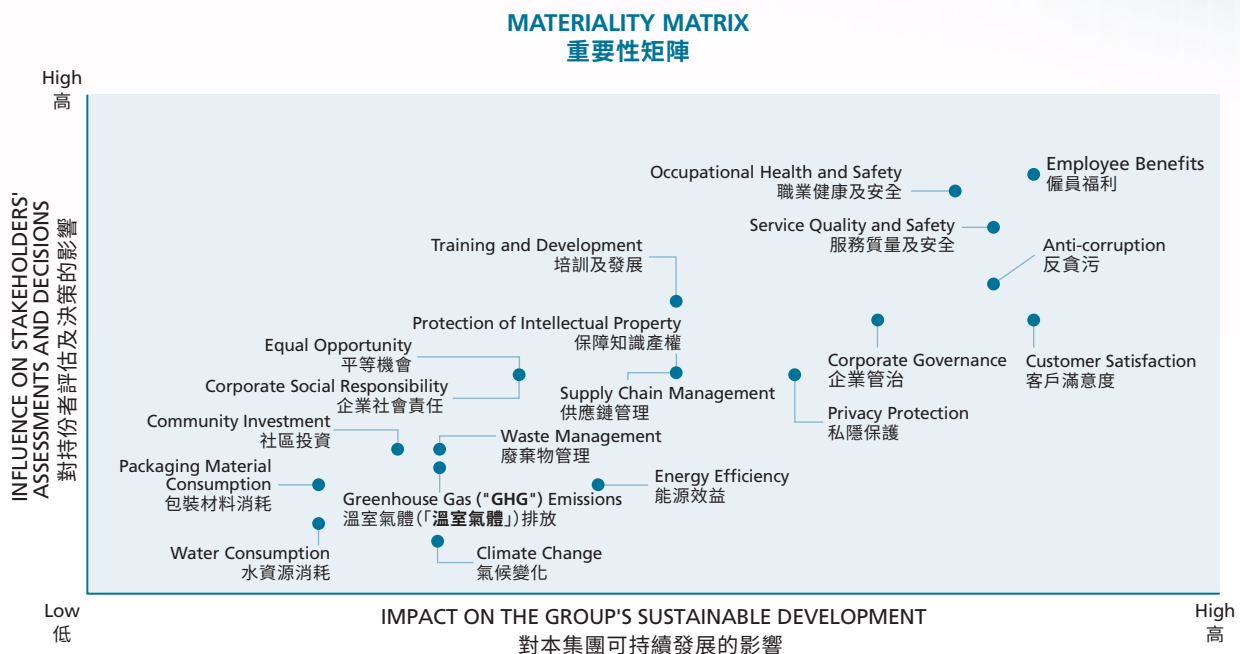 MATERIALITY MATRIX
重要性矩陣
High
高
INFLUENCE ON STAKEHOLDERS'
ASSESSMENTS AND DECISIONS
對持份者評估及決策的影響
Occupational Health and Safety
職業健康及安全
Employee Benefits
僱員福利
Service Quality and Safety
服務質量及安全
Training and Development
培訓及發展
Anti-corruption
反貪污
Protection of Intellectual Property
保障知識產權
Equal Opportunity
平等機會
Corporate Governance
企業管治
Customer Satisfaction
客戶滿意度
Corporate Social Responsibility
企業社會責任
Supply Chain Management
供應鏈管理
Privacy Protection
私隱保護
Community Investment
社區投資
Waste Management
廢棄物管理
Packaging Material
Consumption
包裝材料消耗
Energy Efficiency
能源效益
Greenhouse Gas ("GHG") Emissions
溫室氣體(「溫室氣體」)排放
Water Consumption
水資源消耗
Climate Change
氣候變化
Low
低
IMPACT ON THE GROUP'S SUSTAINABLE DEVELOPMENT
對本集團可持續發展的影響
High
高